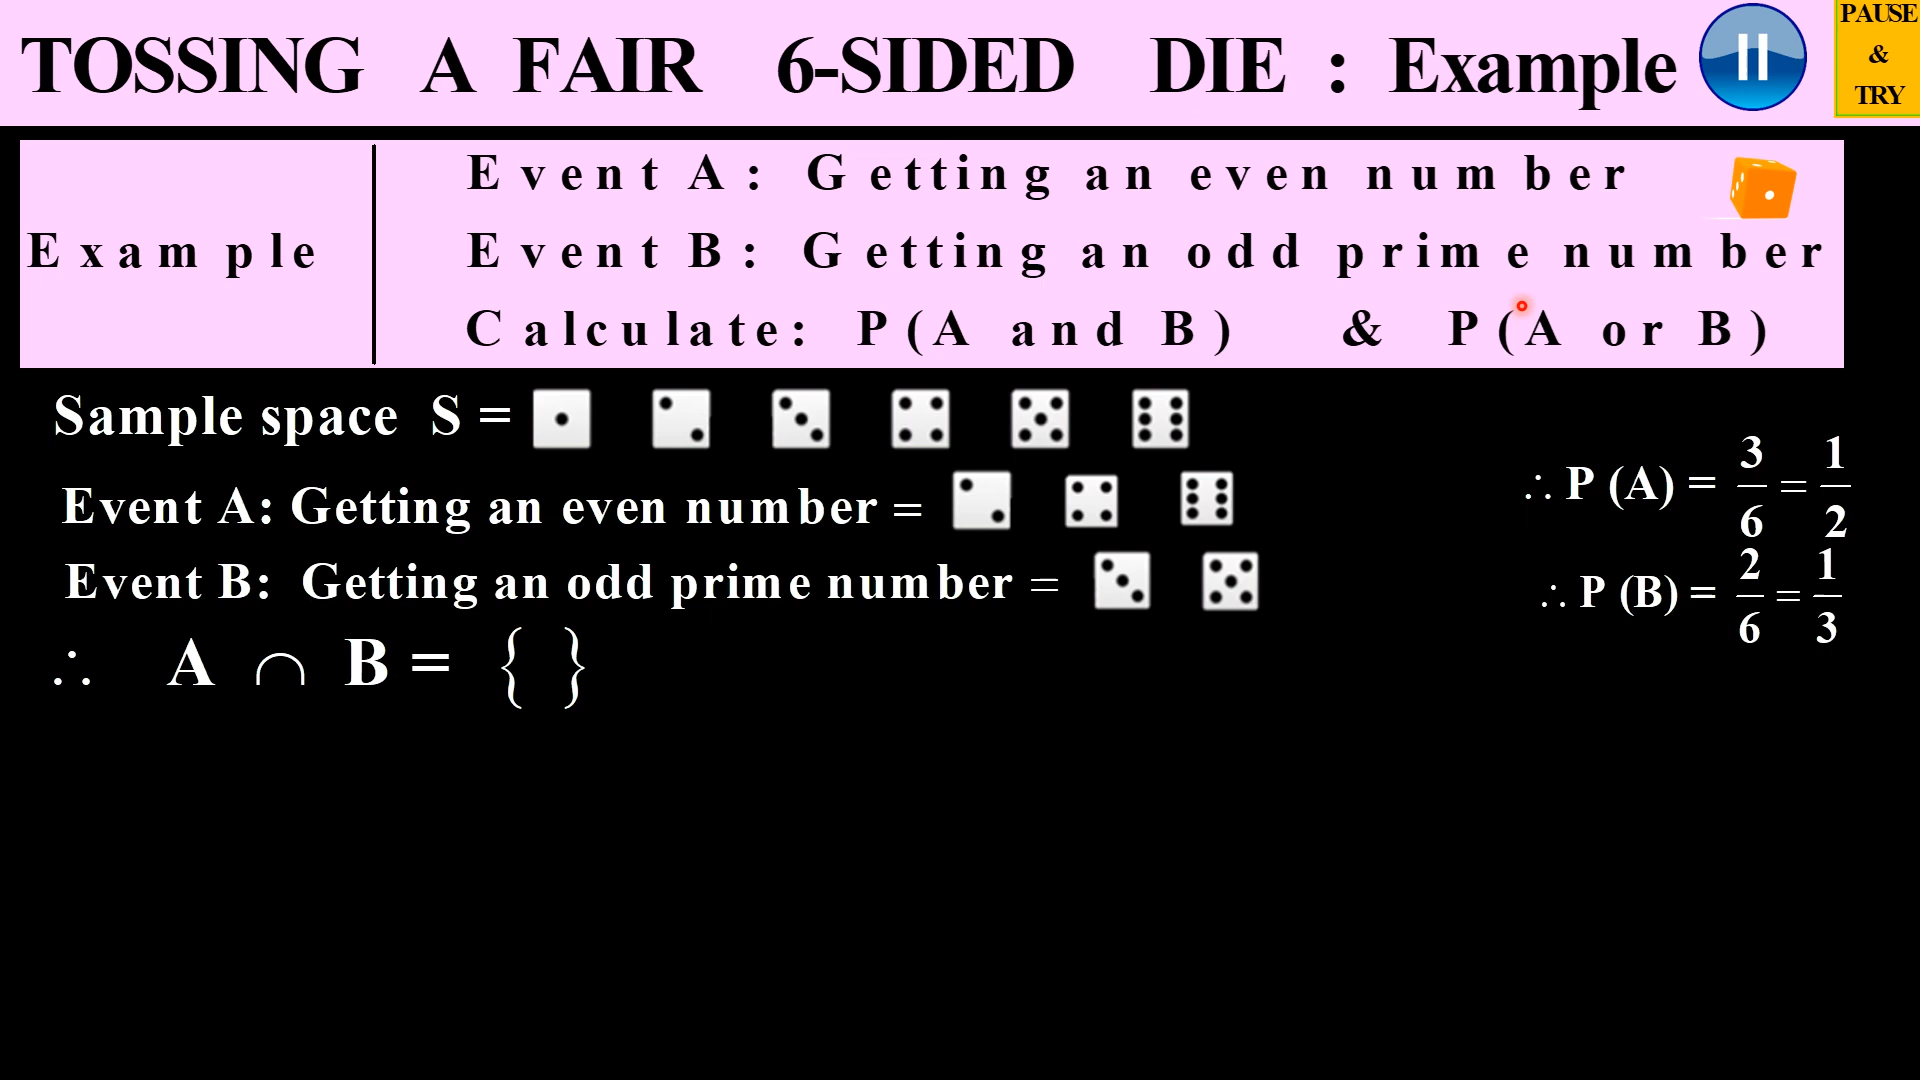 TOSSING A FAIR 6-SIDED DIE : Example
PAUSE
&
TRY
Example
Event A: Getting an even number
Event B: Getting an odd prime number
Calculate: P(A and B) & P(A or B)
Sample space S =
Event A: Getting an even number =
∴ P (A) = 3/6 = 1/2
Event B: Getting an odd prime number =
∴ P (B) = 2/6 = 1/3
∴ A ∩ B = { }